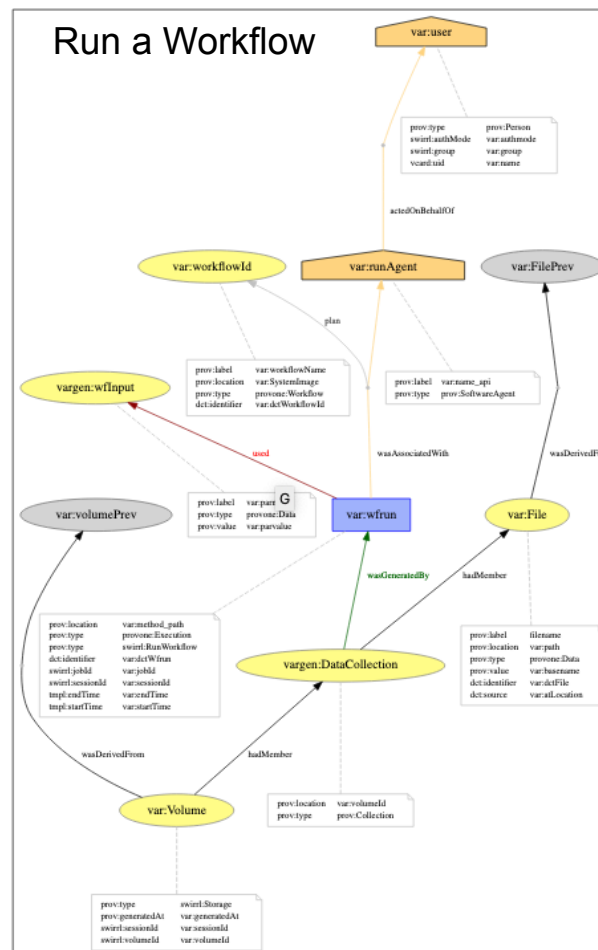 Run a Workflow
var:user
prov:type prov:Person
swirrl:authMode var:authmode
swirrl:group var:group
vcard:uid var:name
actedOnBehalfOf
var:workflowId
var:runAgent
var:FilePrev
plan
prov:label var:workflowName
prov:location var:SystemImage
prov:type provone:Workflow
dct:identifier var:dctWorkflowId
prov:label var:name_api
prov:type prov:SoftwareAgent
vargen:wfInput
used
wasAssociatedWith
wasDerivedF
prov:label var:par
prov:type provone:Data
prov:value var:parvalue
G
var:volumePrev
var:wfrun
var:File
wasGeneratedBy
hadMember
prov:location var:method_path
prov:type provone:Execution
prov:type swirrl:RunWorkflow
dct:identifier var:dctWfrun
swirrl:jobId var:jobId
swirrl:sessionId var:sessionId
tmpl:endTime var:endTime
tmpl:startTime var:startTime
prov:label filename
prov:location var:path
prov:type provone:Data
prov:value var:basename
dct:identifier var:dctFile
dct:source var:atLocation
vargen:DataCollection
wasDerivedFrom
hadMember
prov:location var:volumeId
prov:type prov:Collection
var:Volume
prov:type swirrl:Storage
prov:generatedAt var:generatedAt
swirrl:sessionId var:sessionId
swirrl:volumeId var:volumeId